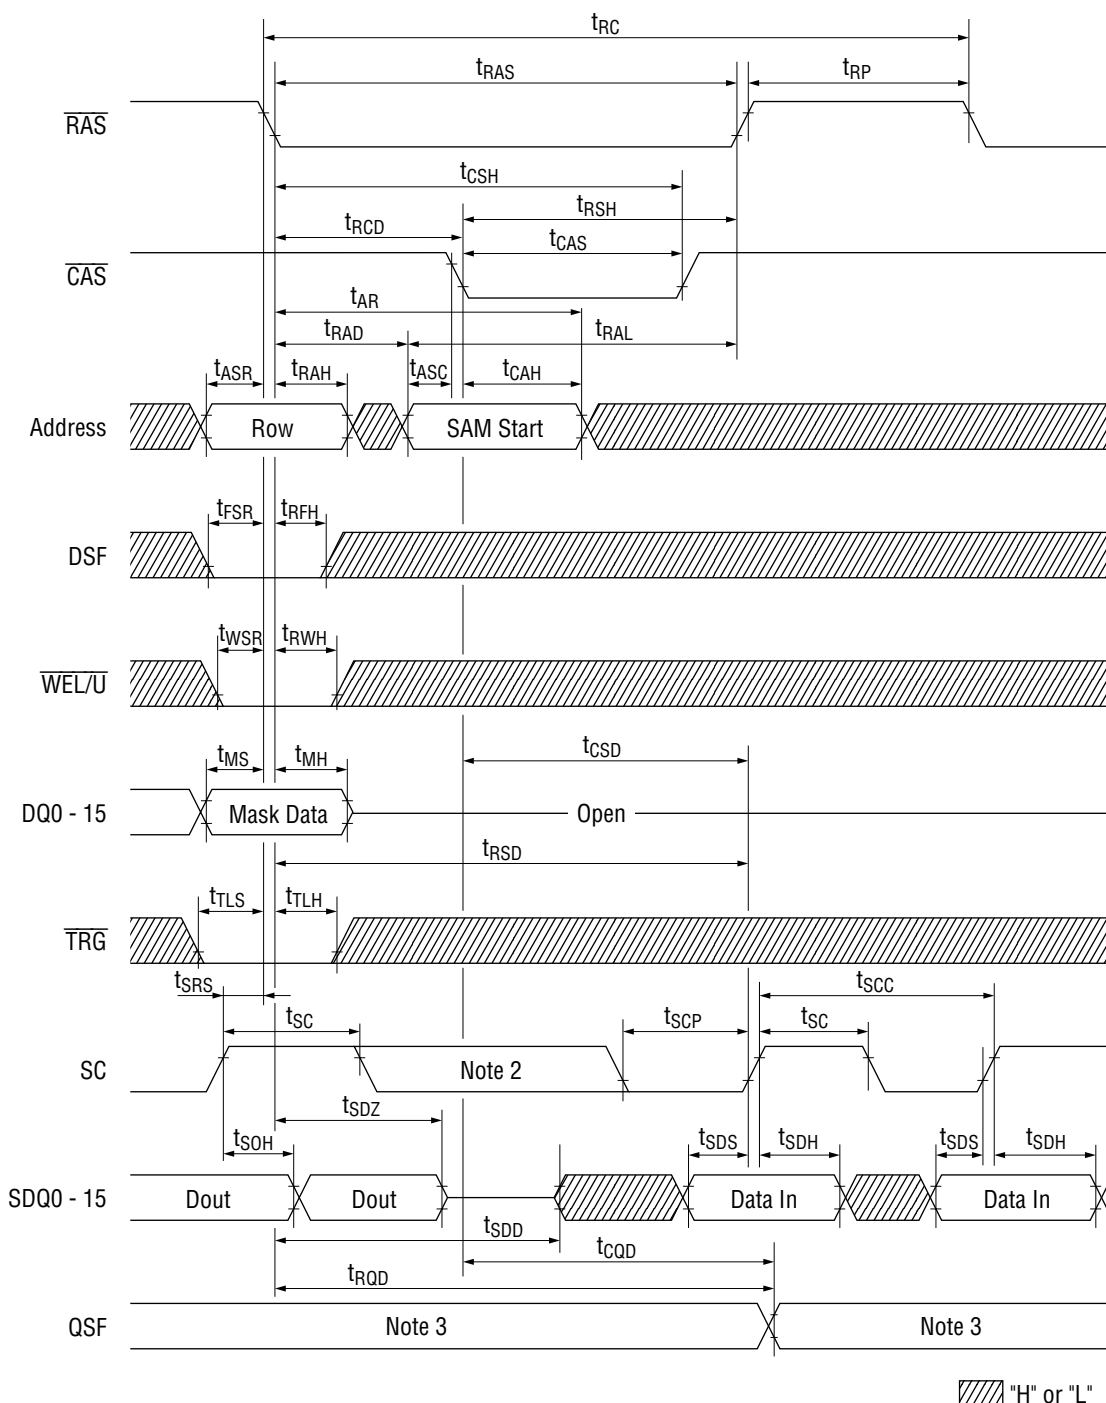 tRC
tRAS tRP
RAS
tCSH
tRSH
tRCD
tCAS
CAS
tAR
tRAD tRAL
tASR tRAH tASC tCAH
Address Row SAM Start
tFSR tRFH
DSF
tWSR tRWH
WEL/U
tCSD
tMS tMH
DQ0 - 15 Mask Data Open
tRSD
tTLS tTLH
TRG
tSRS tSCC
tSC tSCP tSC
SC Note 2
tSDZ
tSOH tSDS tSDH tSDS tSDH
SDQ0 - 15 Dout Dout Data In Data In
tSDD
tCQD
tRQD
QSF Note 3 Note 3
"H" or "L"